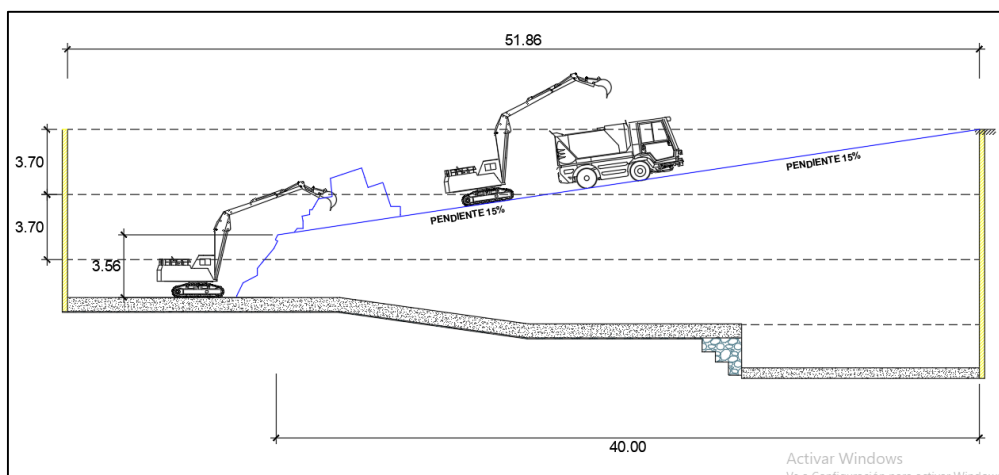 51.86
3.70
PENDIENTE 15%
3.70
PENDIENTE 15%
3.56
40.00
Activar Windows